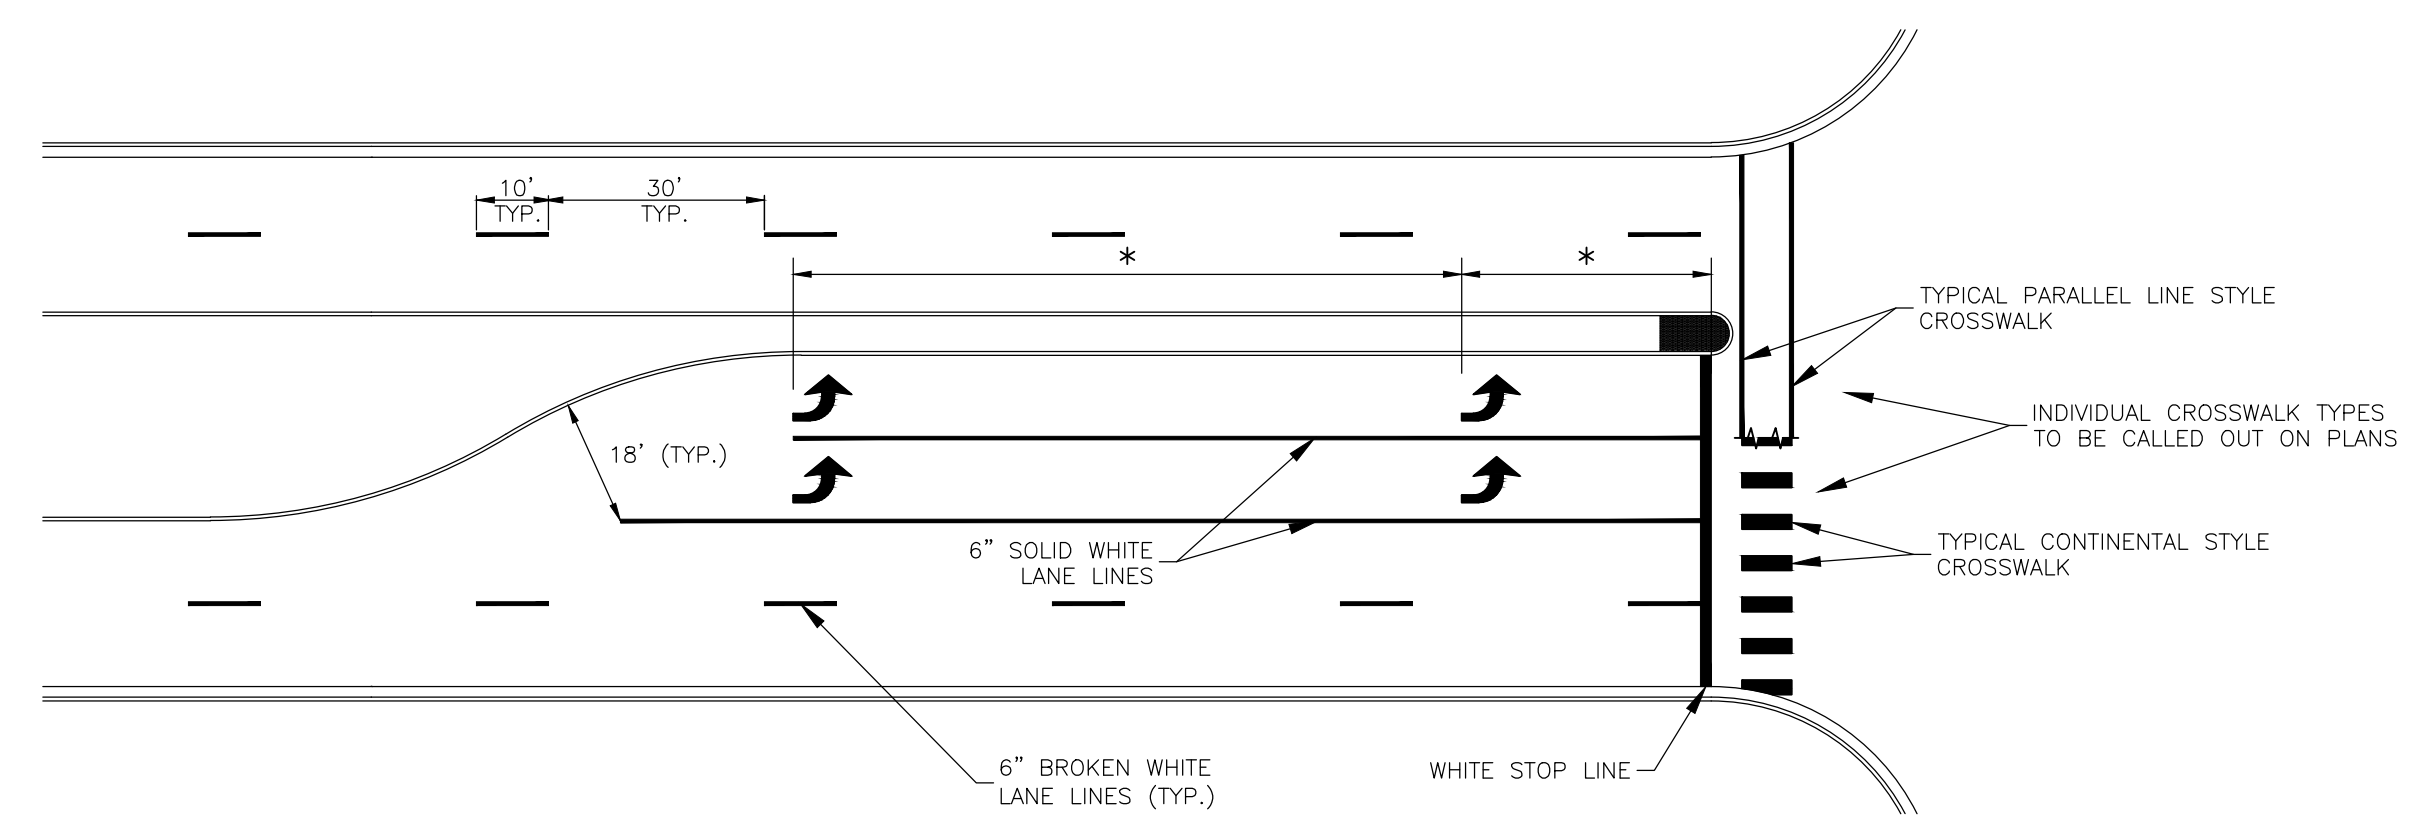 10'
TYP.
30'
TYP.
*
*
TYPICAL PARALLEL LINE STYLE
CROSSWALK
INDIVIDUAL CROSSWALK TYPES
TO BE CALLED OUT ON PLANS
18' (TYP.)
6" SOLID WHITE
LANE LINES
TYPICAL CONTINENTAL STYLE
CROSSWALK
6" BROKEN WHITE
LANE LINES (TYP.)
WHITE STOP LINE